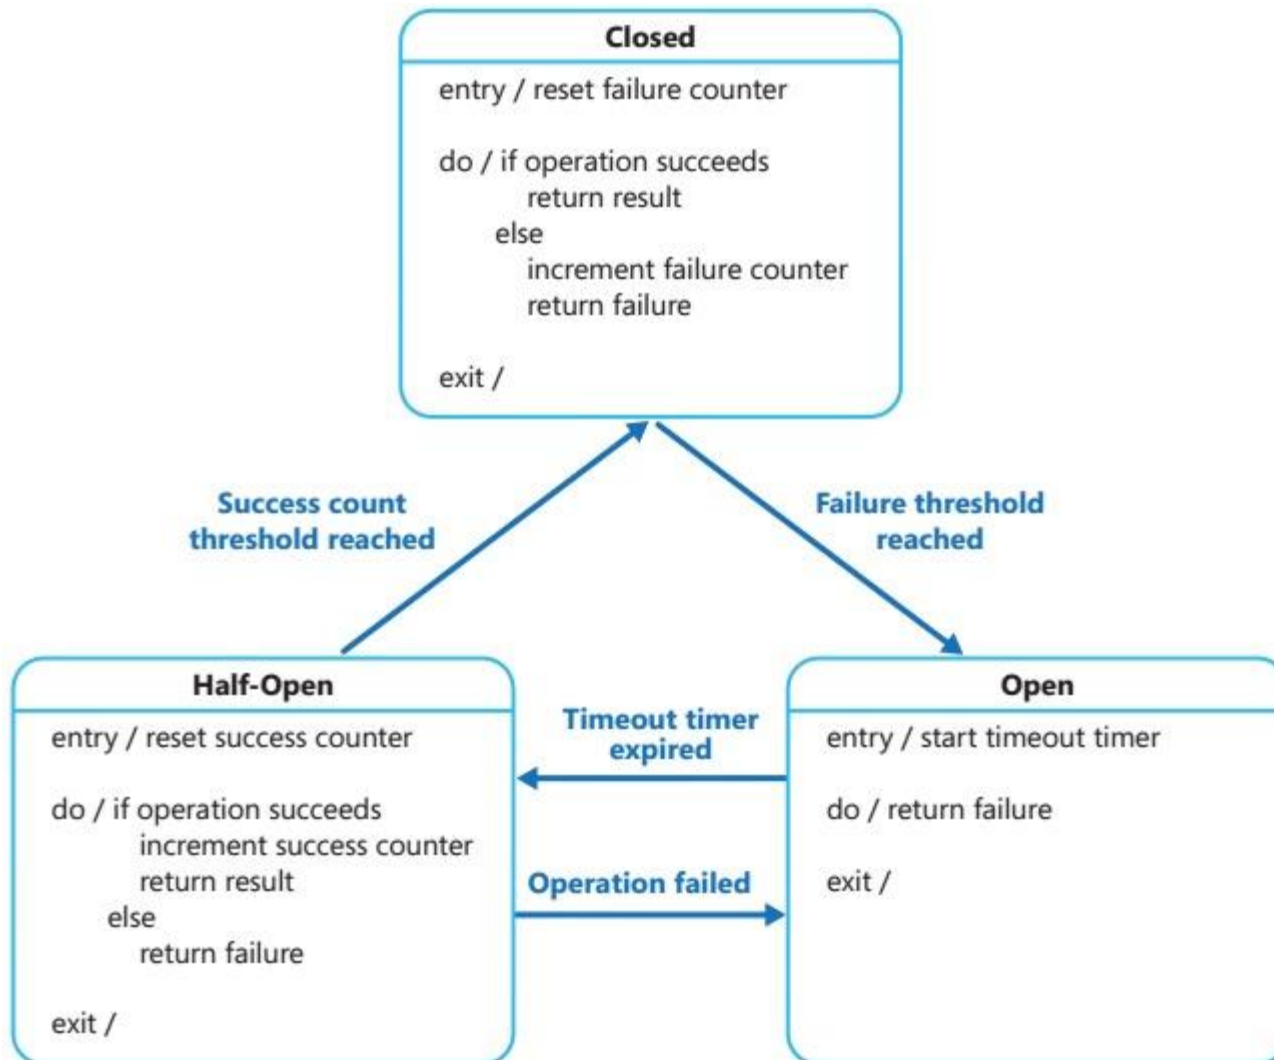 Closed
entry / reset failure counter
do / if operation succeeds
return result
else
increment failure counter
return failure
exit /
Success count
threshold reached
Failure threshold
reached
Half-Open
entry / reset success counter
do / if operation succeeds
increment success counter
return result
else
return failure
exit /
Timeout timer
expired
Operation failed
Open
entry / start timeout timer
do / return failure
exit /